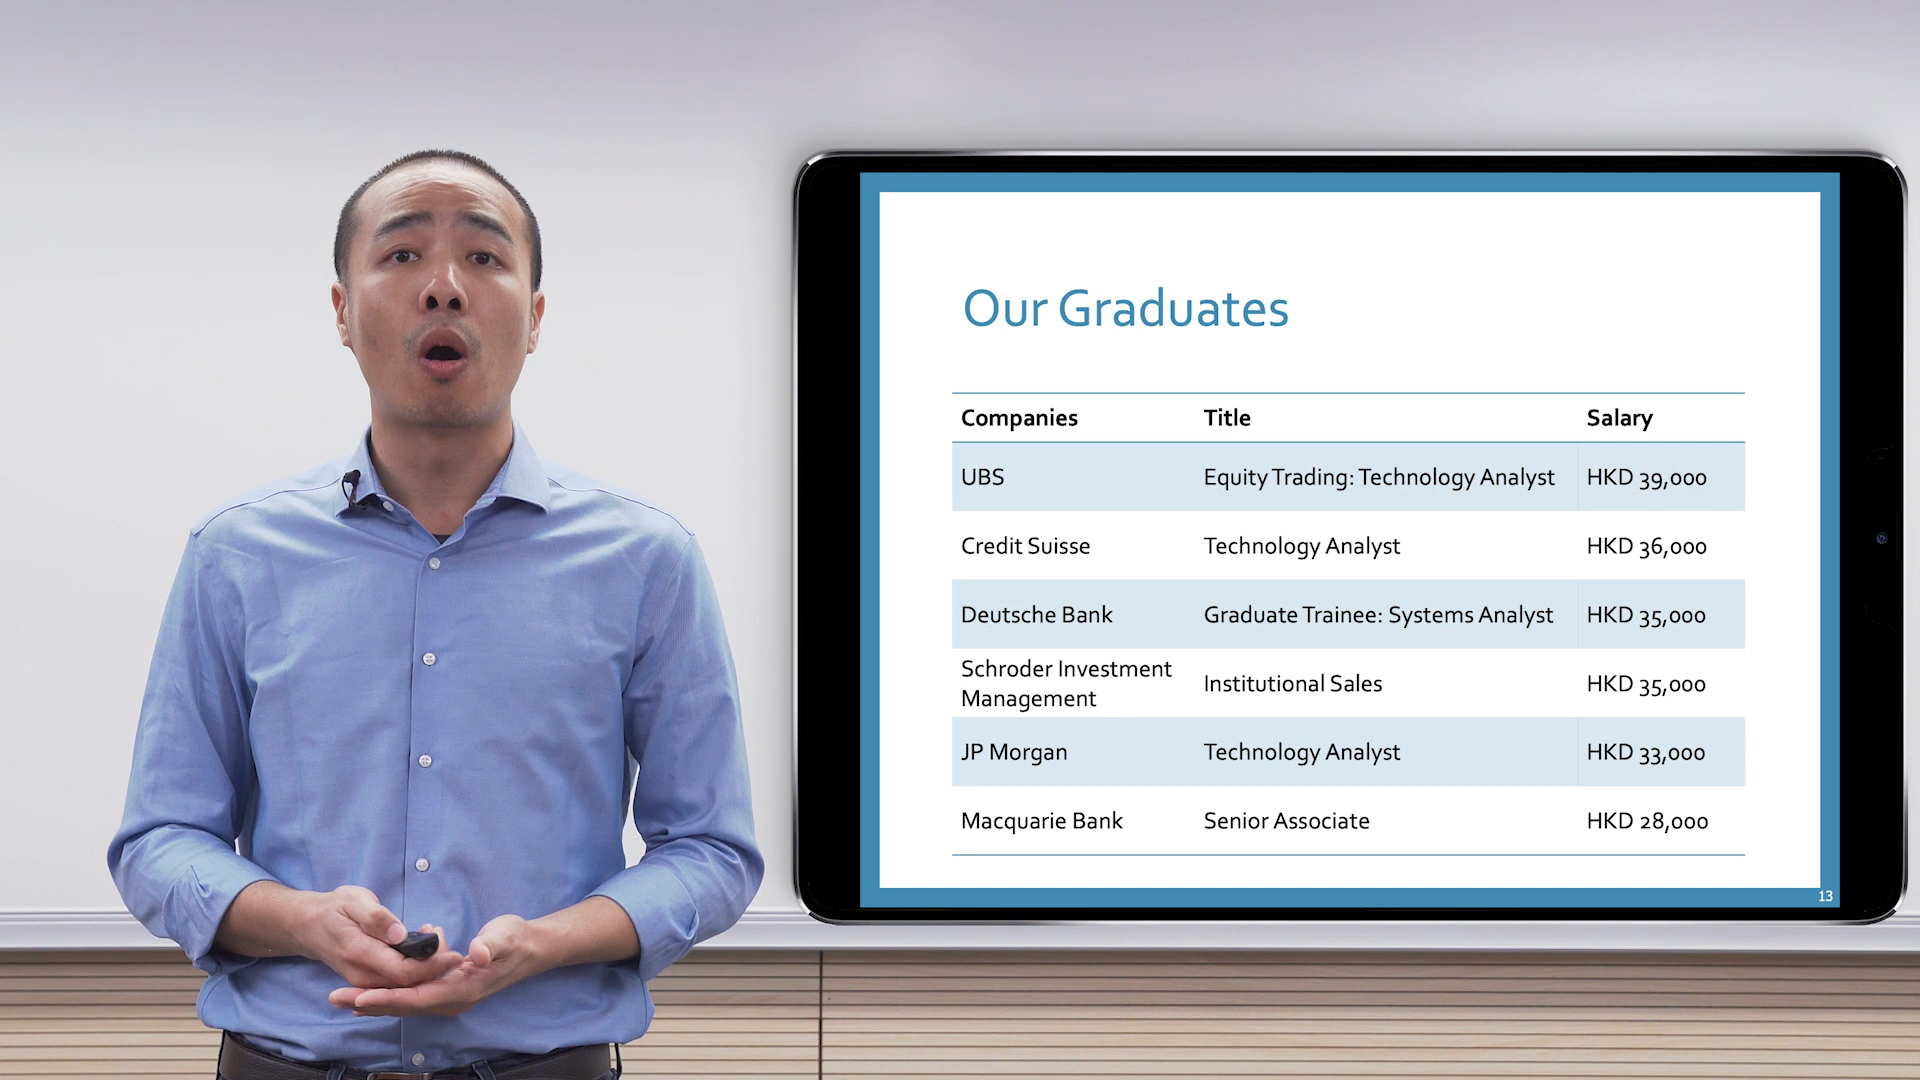 Our Graduates
Companies Title Salary
UBS Equity Trading: Technology Analyst HKD 39,000
Credit Suisse Technology Analyst HKD 36,000
Deutsche Bank Graduate Trainee: Systems Analyst HKD 35,000
Schroder Investment
Management Institutional Sales HKD 35,000
JP Morgan Technology Analyst HKD 33,000
Macquarie Bank Senior Associate HKD 28,000
13